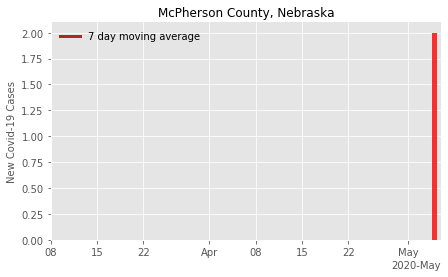 McPherson County, Nebraska
7 day moving average
New Covid-19 Cases
2.00
1.75
1.50
1.25
1.00
0.75
0.50
0.25
0.00
08 15 22 Apr 08 15 22 May
2020-May